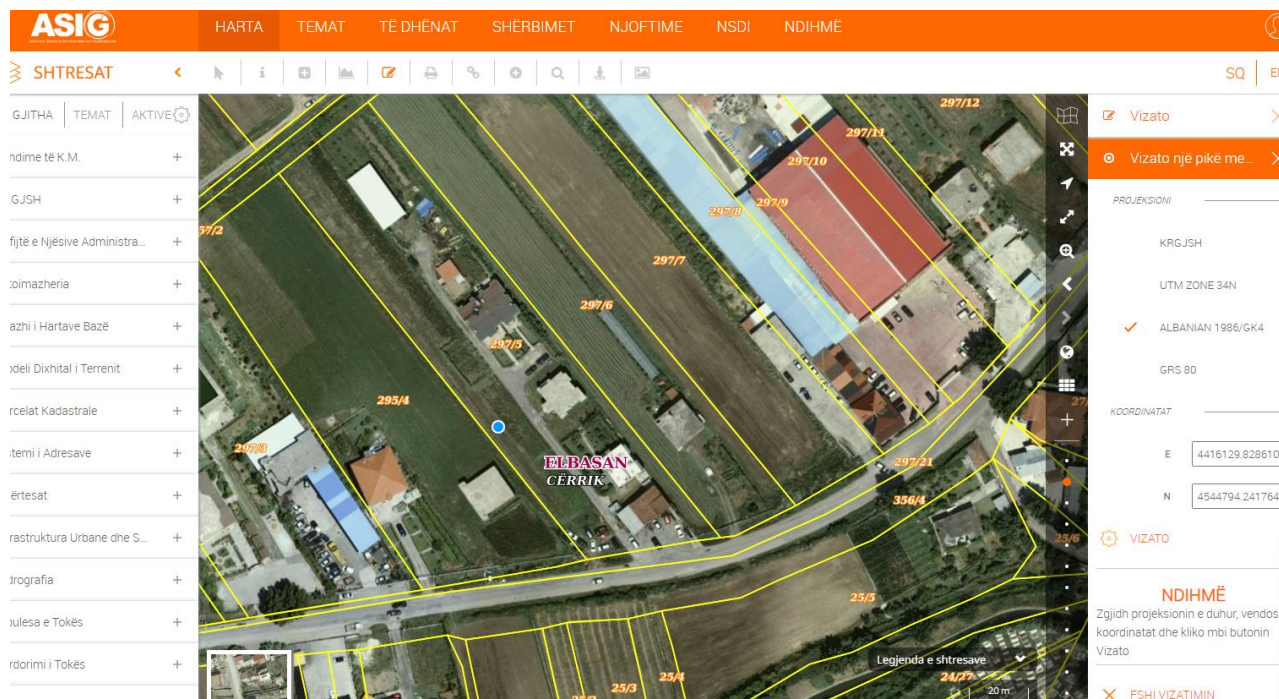 ASIG
HARTA TEMAT TË DHËNAT SHËRBIMET NJOFTIME NSDI NDIHMË
SHTRESAT
SQ
GJITHA TEMAT AKTIVE
ndime të K.M.
GJSH
fijtë e Njësive Administra...
oimazheria
azhi i Hartave Bazë
deli Dixhital i Terrenit
rcelat Kadastrale
temi i Adresave
ërtesat
rastruktura Urbane dhe S...
drografia
ulesa e Tokës
rdorimi i Tokës
297/12
297/11
297/10
297/9
297/8
57/2
297/7
297/6
297/5
295/4
297/3
ELBASAN
CËRRIK
297/21
356/4
25/6
25/5
25/4
25/3
24/27
Legjenda e shtresave
20 m
Vizato
Vizato një pikë me...
PROJEKSIONI
KRGJSH
UTM ZONE 34N
ALBANIAN 1986/GK4
GRS 80
KOORDINATAT
E 4416129.828610
N 4544794.241764
VIZATO
NDIHMË
Zgjidh projeksionin e duhur, vendos
koordinatat dhe kliko mbi butonin
Vizato
FSHI VIZATIMIN